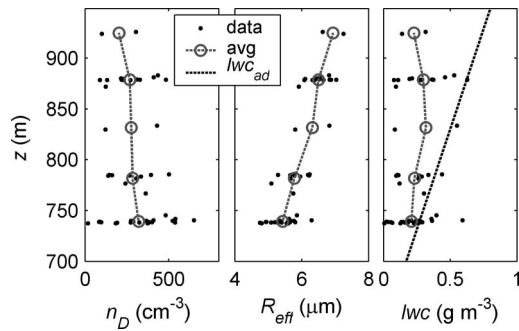 data
avg
lwc_ad
z (m)
950
900
850
800
750
700
0 500
4 6 8
0 0.5 1
n_D (cm^-3)
R_eff (μm)
lwc (g m^-3)